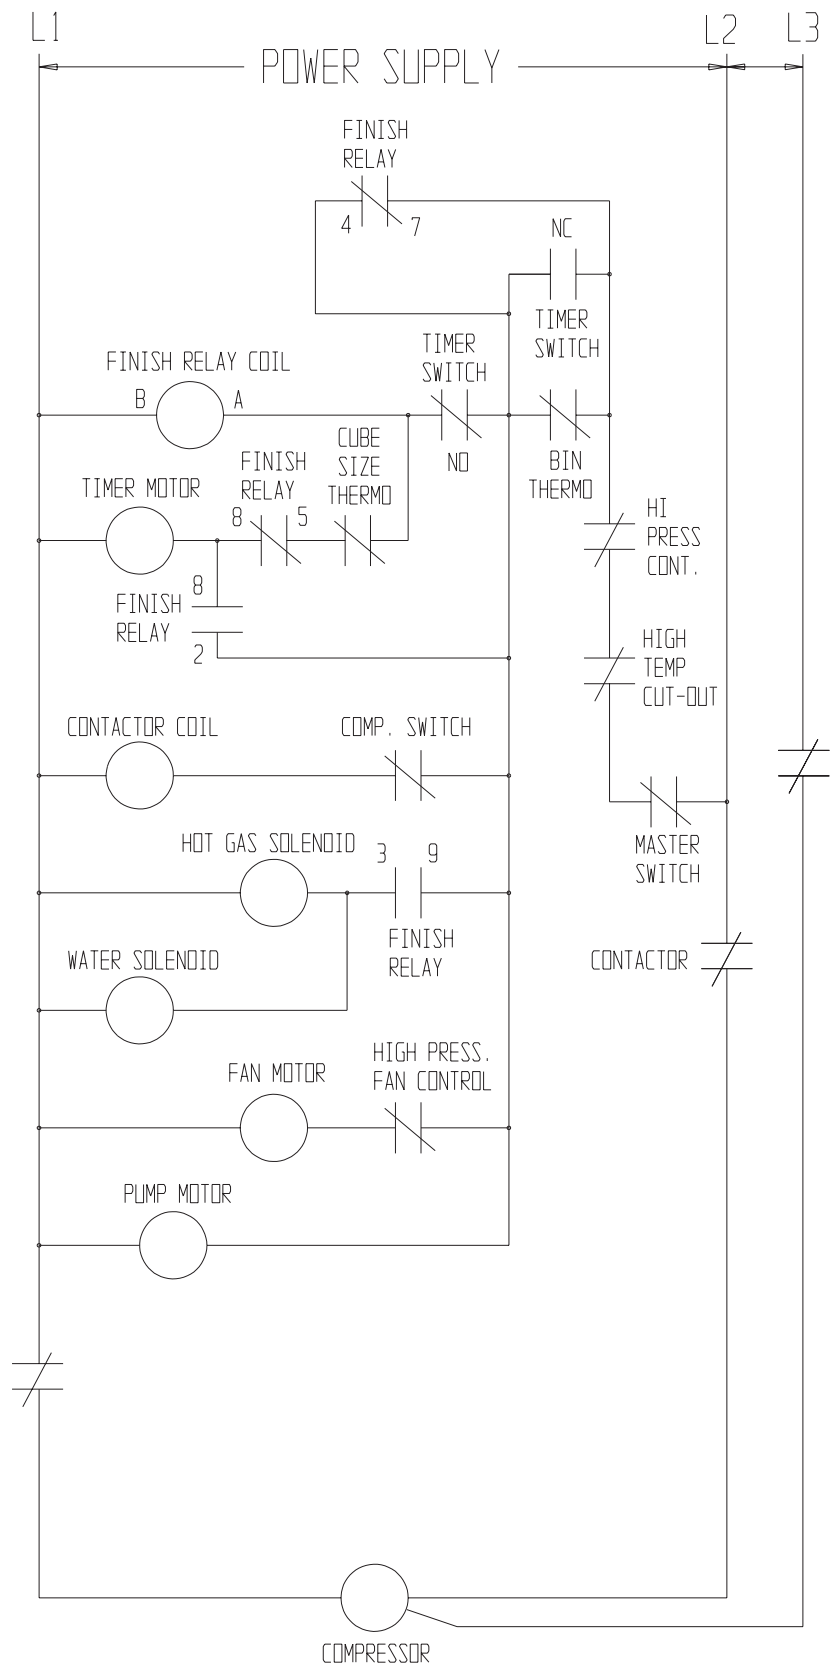 L1
L2
L3
POWER SUPPLY
FINISH
RELAY
4
7
NC
TIMER
SWITCH
TIMER
SWITCH
FINISH RELAY COIL
B
A
NO
CUBE
SIZE
THERMO
BIN
THERMO
FINISH
RELAY
TIMER MOTOR
8
5
HI
PRESS
CONT.
8
FINISH
RELAY
2
HIGH
TEMP
CUT-OUT
CONTACTOR COIL
COMP. SWITCH
MASTER
SWITCH
HOT GAS SOLENOID
3
9
FINISH
RELAY
WATER SOLENOID
CONTACTOR
HIGH PRESS.
FAN CONTROL
FAN MOTOR
PUMP MOTOR
COMPRESSOR